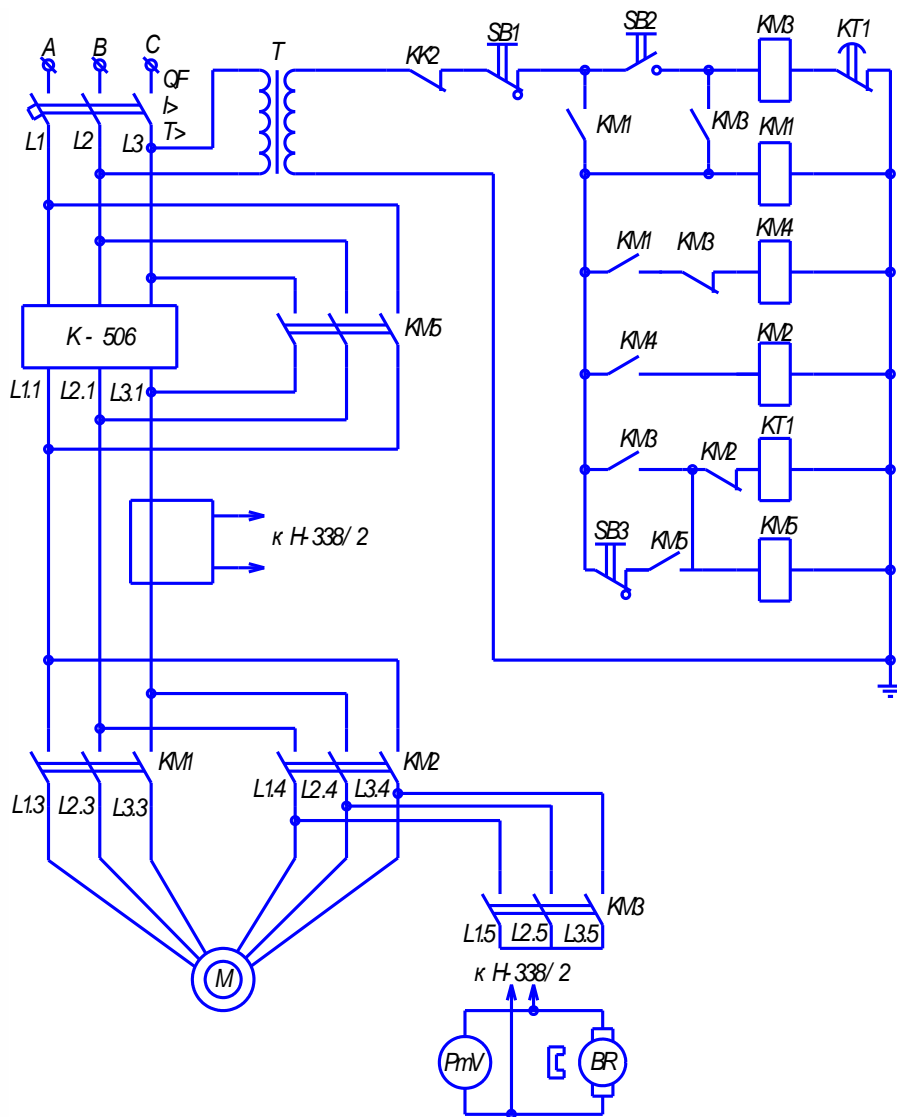 A B C
T
QF
I>
T>
L1 L2 L3
KK2
SB1
SB2
KM3
KT1
KM1
KM3
KM1
KM1
KM3
KM4
K - 506
KM5
KM4
KM2
L1.1 L2.1 L3.1
KM3
KM2
KT1
к Н-338/2
SB3
KM5
KM5
KM1
KM2
L1.3 L2.3 L3.3
L1.4 L2.4 L3.4
KM3
L1.5 L2.5 L3.5
M
к Н-338/2
PmV
BR